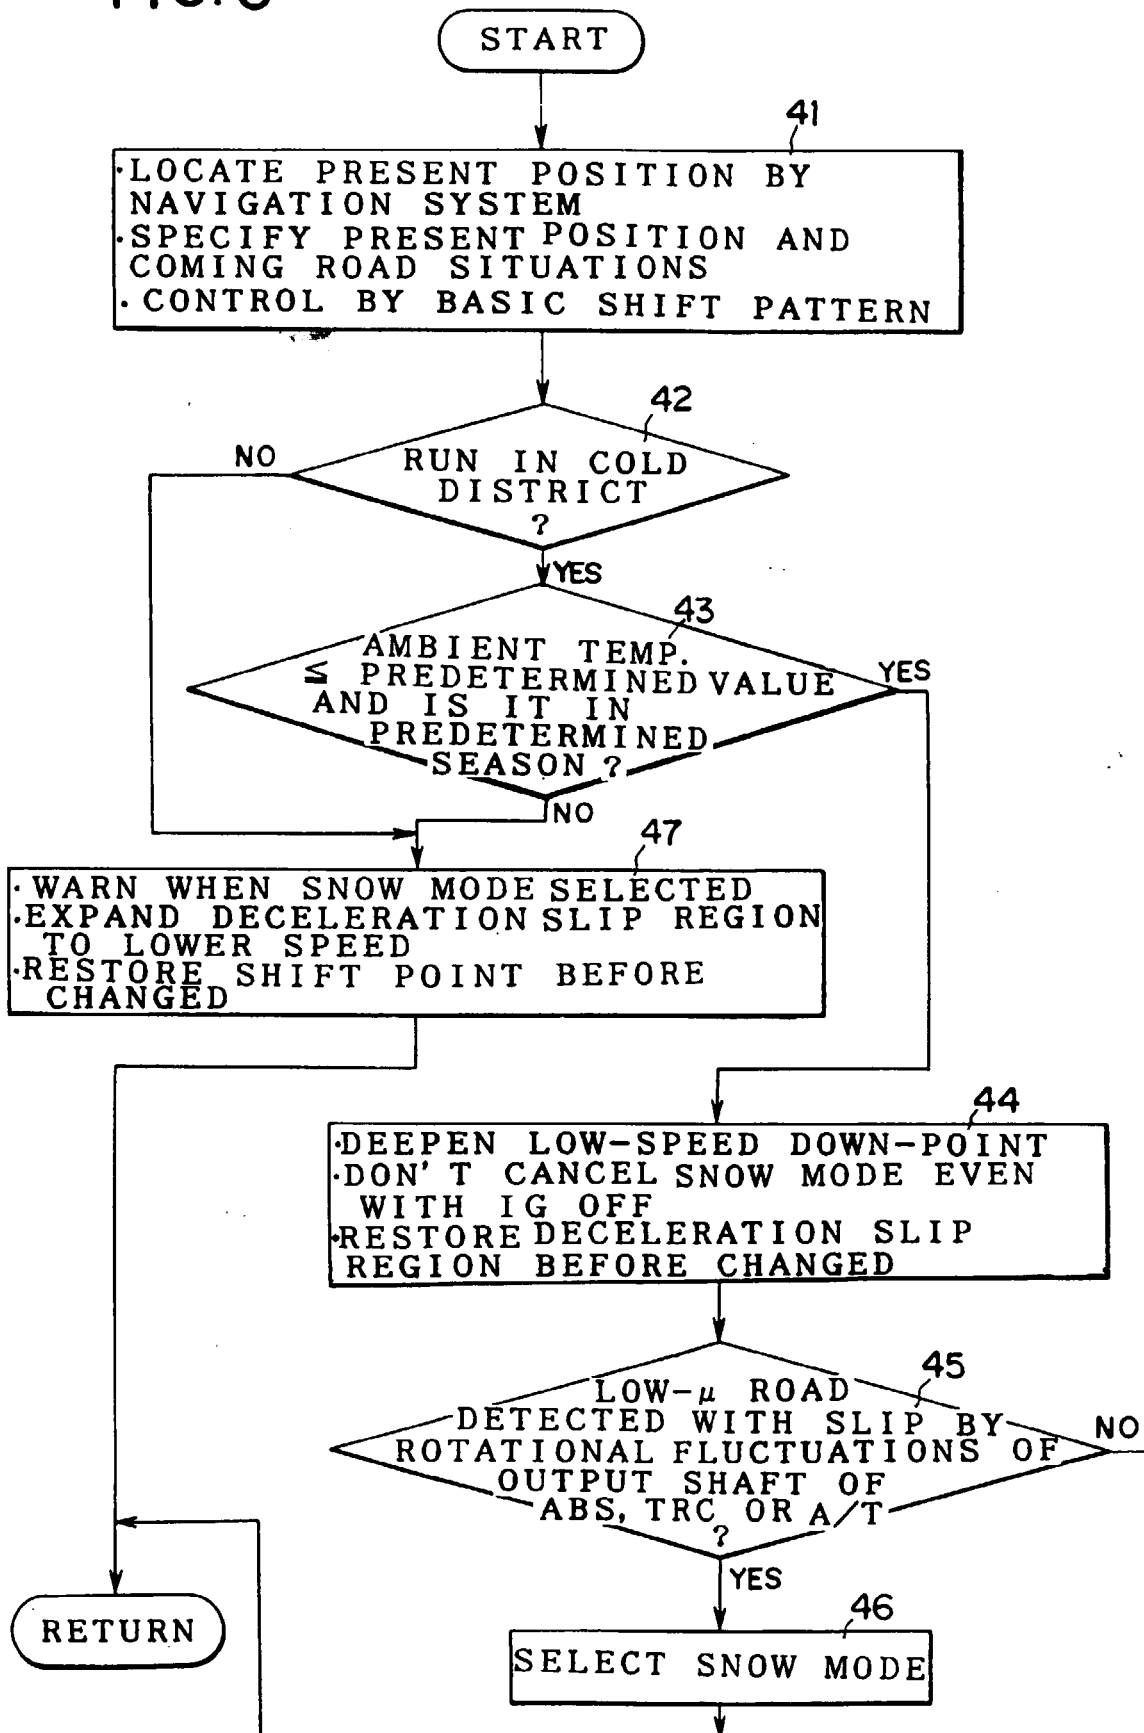 START
41
·LOCATE PRESENT POSITION BY
NAVIGATION SYSTEM
·SPECIFY PRESENT POSITION AND
COMING ROAD SITUATIONS
·CONTROL BY BASIC SHIFT PATTERN
42
NO
RUN IN COLD
DISTRICT
?
YES
43
AMBIENT TEMP.
≦ PREDETERMINED VALUE
AND IS IT IN
PREDETERMINED
SEASON ?
YES
NO
47
·WARN WHEN SNOW MODE SELECTED
·EXPAND DECELERATION SLIP REGION
TO LOWER SPEED
·RESTORE SHIFT POINT BEFORE
CHANGED
44
·DEEPEN LOW-SPEED DOWN-POINT
·DON'T CANCEL SNOW MODE EVEN
WITH IG OFF
·RESTORE DECELERATION SLIP
REGION BEFORE CHANGED
45
LOW-μ ROAD
DETECTED WITH SLIP BY
ROTATIONAL FLUCTUATIONS OF
OUTPUT SHAFT OF
ABS, TRC OR A/T
?
NO
YES
RETURN
46
SELECT SNOW MODE